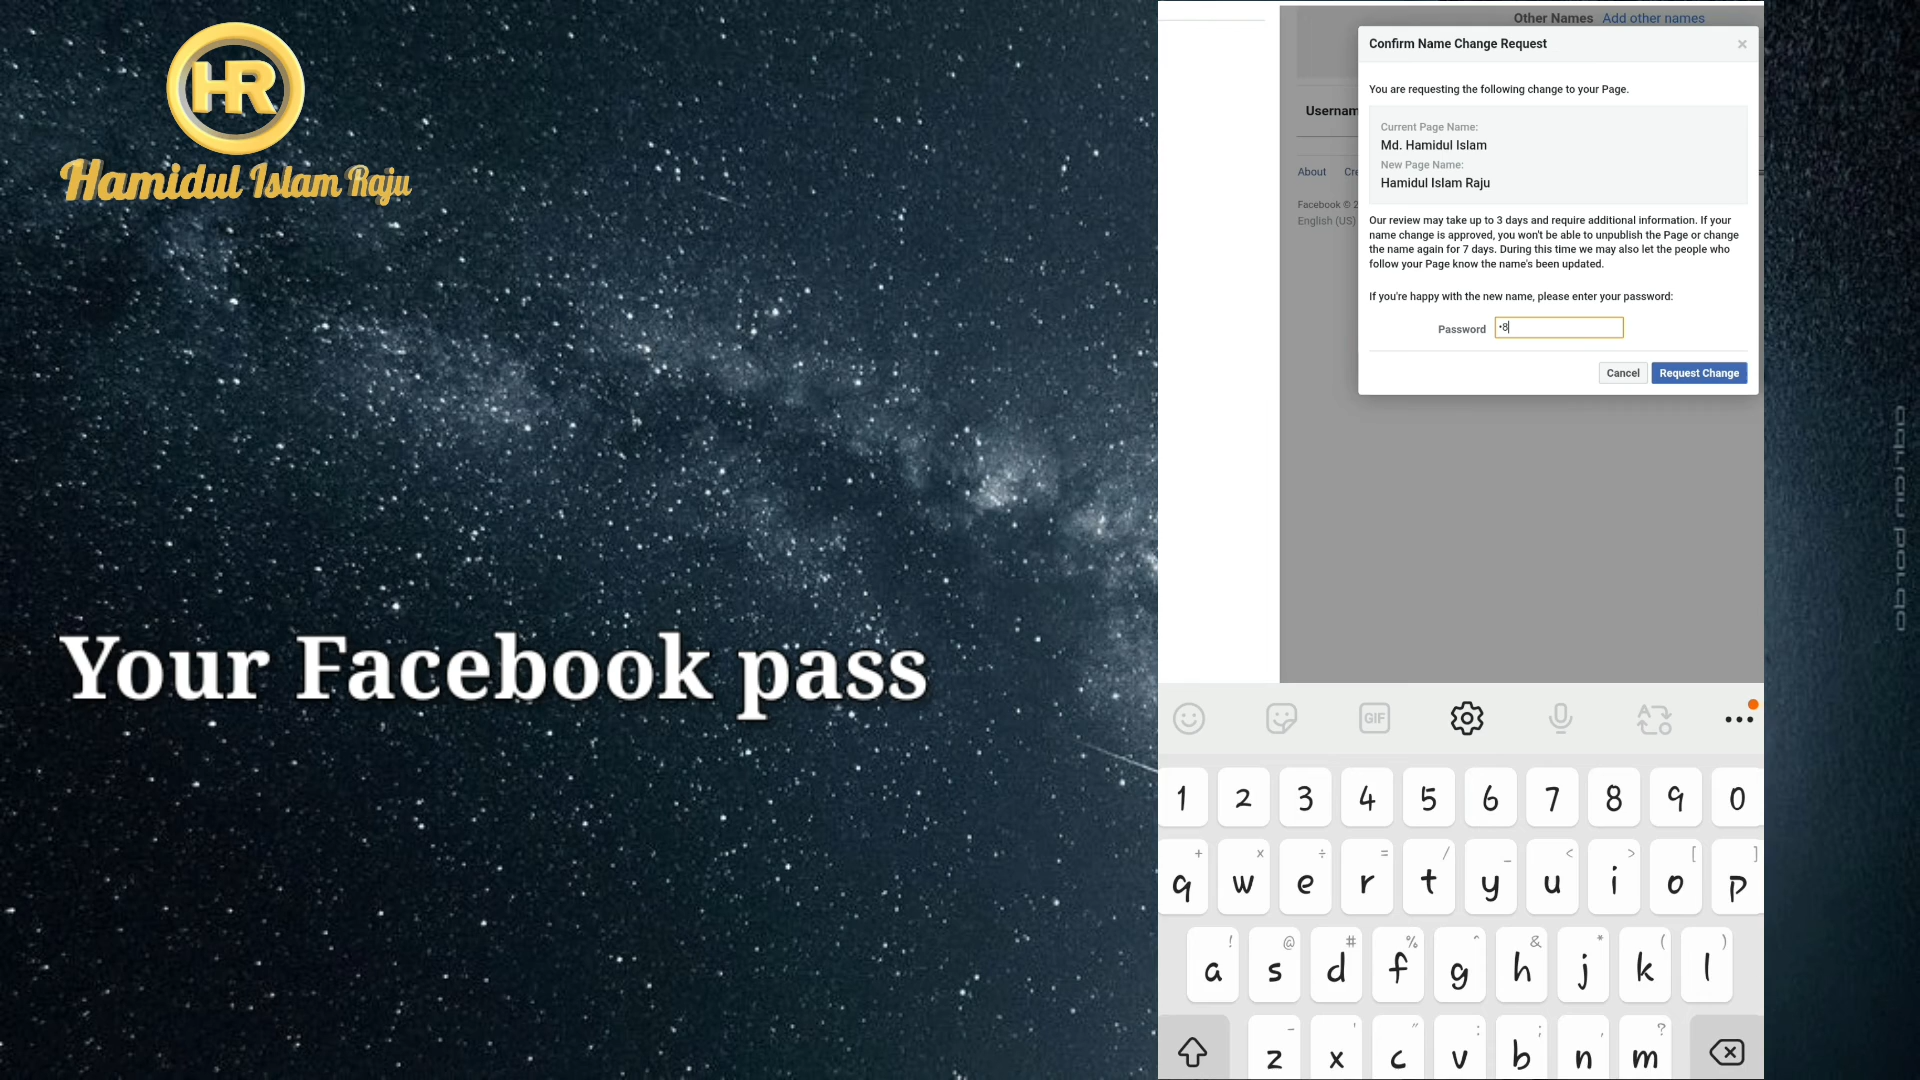 HR
Hamidul Islam Raju
Your Facebook pass
Other Names Add other names
Confirm Name Change Request ×
You are requesting the following change to your Page.
Current Page Name:
Md. Hamidul Islam
New Page Name:
Hamidul Islam Raju
Usernam
About Cre
Facebook © 2
English (US)
Our review may take up to 3 days and require additional information. If your
name change is approved, you won't be able to unpublish the Page or change
the name again for 7 days. During this time we may also let the people who
follow your Page know the name's been updated.
If you're happy with the new name, please enter your password:
Password •8
Cancel Request Change
GIF
1 2 3 4 5 6 7 8 9 0
+ × ÷ = / _ < > [ ]
q w e r t y u i o p
! @ # % ^ & * ( )
a s d f g h j k l
- ' " : ; , ?
z x c v b n m